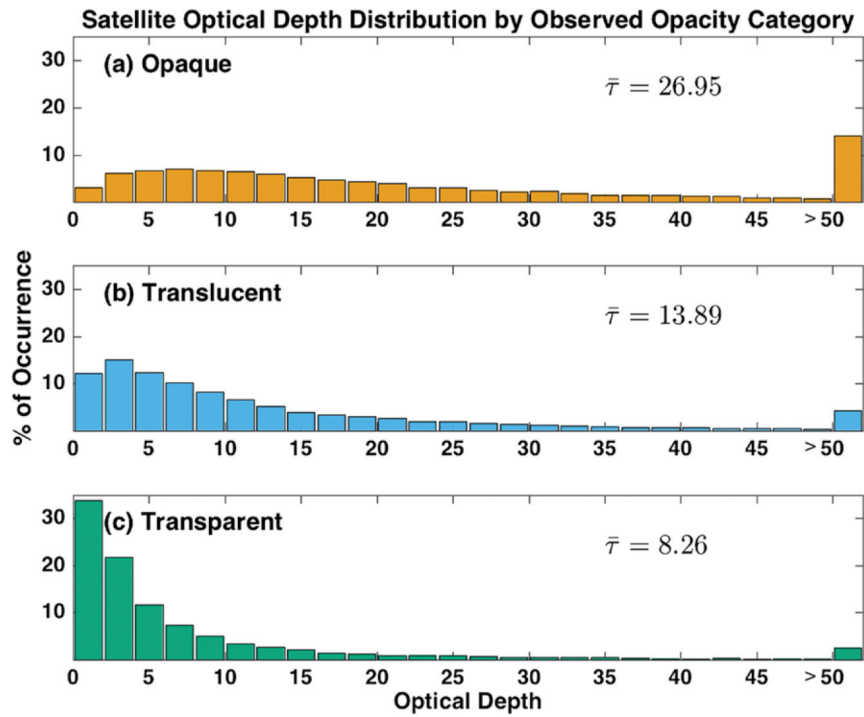 Satellite Optical Depth Distribution by Observed Opacity Category
(a) Opaque
τ̄ = 26.95
30
20
10
0 5 10 15 20 25 30 35 40 45 > 50
(b) Translucent
τ̄ = 13.89
30
20
10
0 5 10 15 20 25 30 35 40 45 > 50
% of Occurrence
(c) Transparent
τ̄ = 8.26
30
20
10
0 5 10 15 20 25 30 35 40 45 > 50
Optical Depth